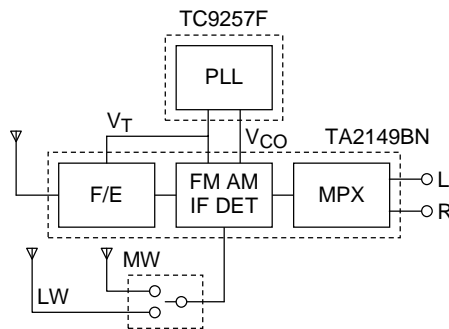 TC9257F
PLL
VT
VCO
TA2149BN
F/E
FM AM
IF DET
MPX
L
R
MW
LW